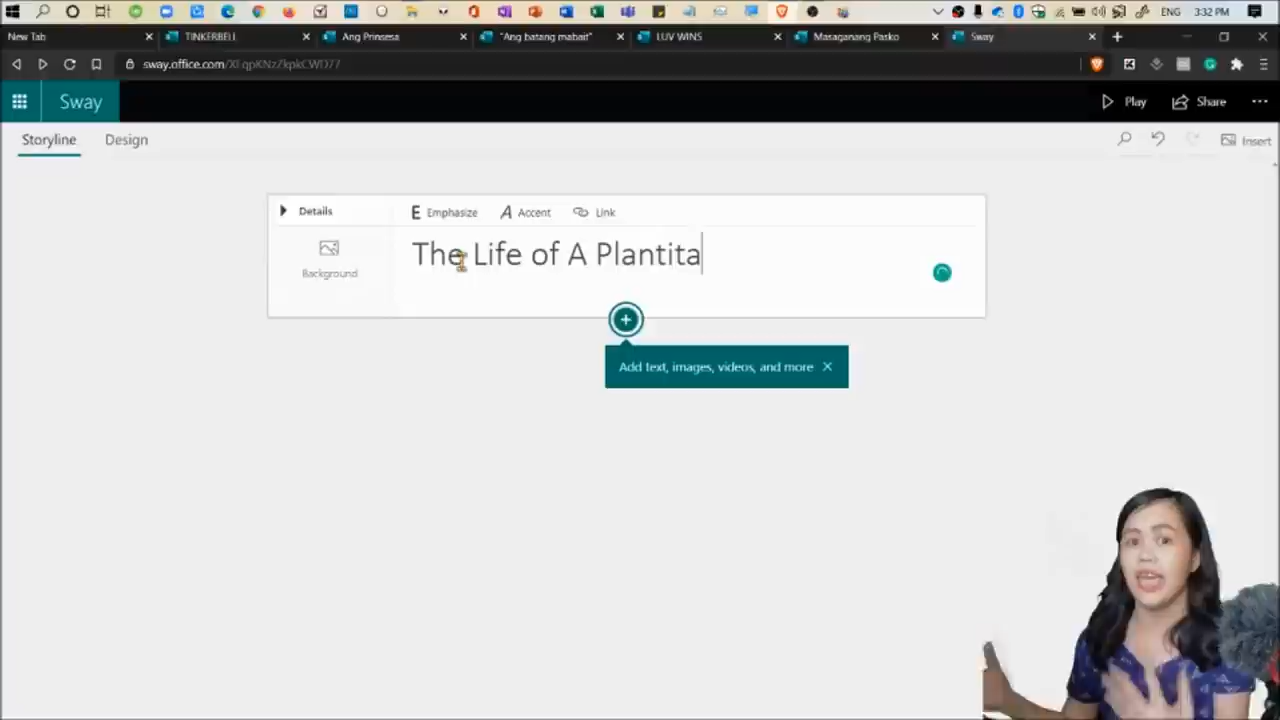 ENG 3:32 PM
New Tab
TINKERBELL
Ang Prinsesa
"Ang batang mabait"
LUV WINS
Masaganang Pasko
Sway
Sway
Play
Share
Storyline
Design
Insert
Details
E Emphasize
A Accent
Link
Background
The Life of A Plantita
Add text, images, videos, and more